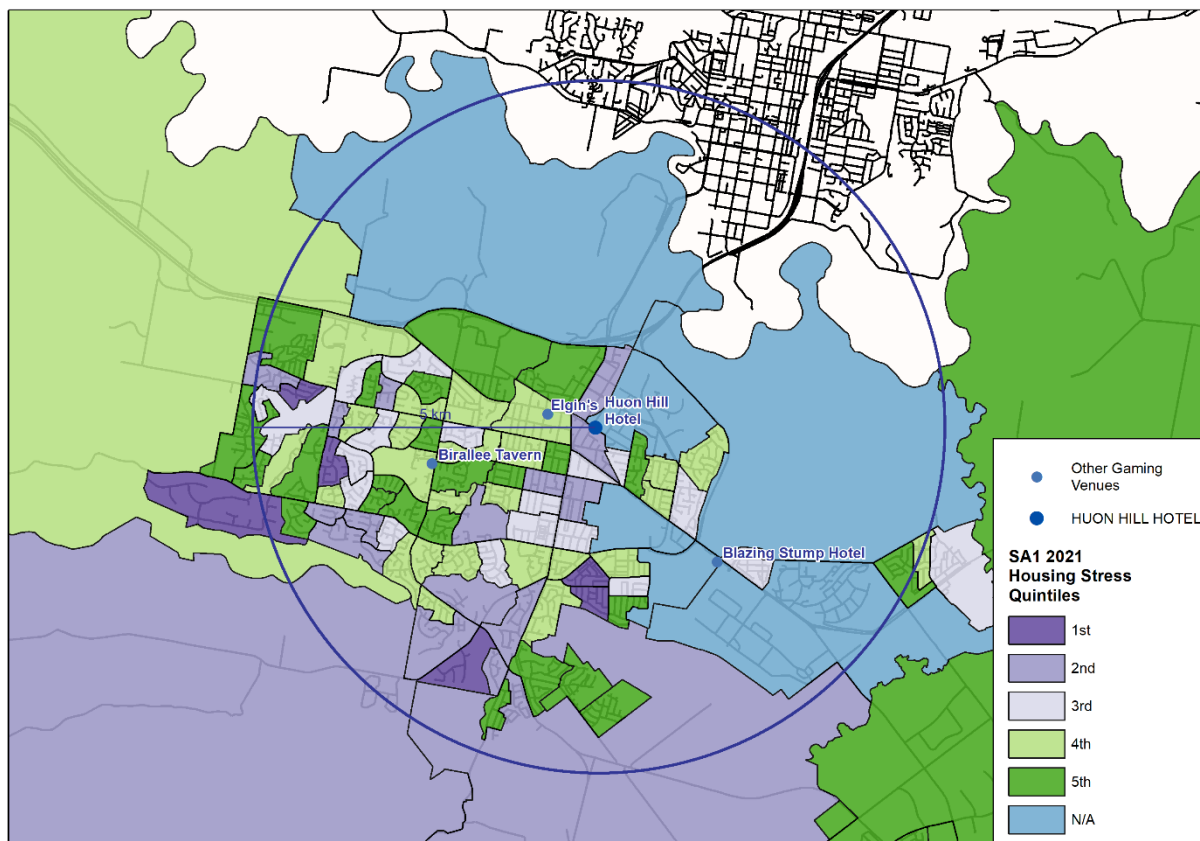 Elgin's
Huon Hill
Hotel
5 km
Birallee Tavern
Blazing Stump Hotel
Other Gaming
Venues
HUON HILL HOTEL
SA1 2021
Housing Stress
Quintiles
1st
2nd
3rd
4th
5th
N/A